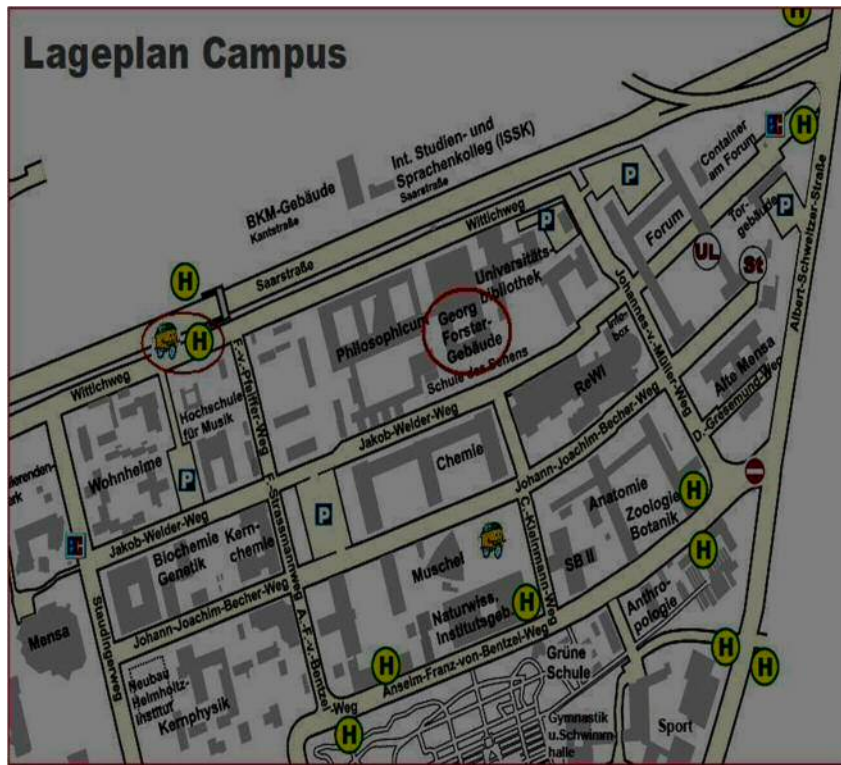 Lageplan Campus
H
Int. Studien- und
Sprachenkolleg (ISSK)
Saarstraße
BKM-Gebäude
Kantstraße
Container
am Forum
EC
H
P
Wittichweg
P
Forum
Tor-
gebäude
P
UL
St
Albert-Schweitzer-Straße
H
Saarstraße
Universitäts-
bibliothek
Johannes-v.-Müller-Weg
H
Philosophicum
Georg
Forster-
Gebäude
Schule des Sehens
Info-
box
ReWi
Alte Mensa
D.-Gresemund-Weg
Wittichweg
F.-v.-Pfeiffer-Weg
Hochschule
für Musik
Wohnheime
P
Jakob-Welder-Weg
Chemie
Johann-Joachim-Becher-Weg
ierenden-
rk
EC
Jakob-Welder-Weg
F.-Strassmannweg
P
Biochemie
Genetik
Kern-
chemie
Muschel
C.-Kleinmann-Weg
Anatomie
Zoologie
Botanik
H
SB II
H
Mensa
Staudingerweg
Johann-Joachim-Becher-Weg
A.-F.-v.-Bentzel-Weg
Naturwiss.
Institutsgeb.
H
Anthro-
pologie
Neubau
Helmholtz-
Institut
Kernphysik
H
Anselm-Franz-von-Bentzel-Weg
Grüne
Schule
H
H
H
Gymnastik
u.Schwimm-
halle
Sport